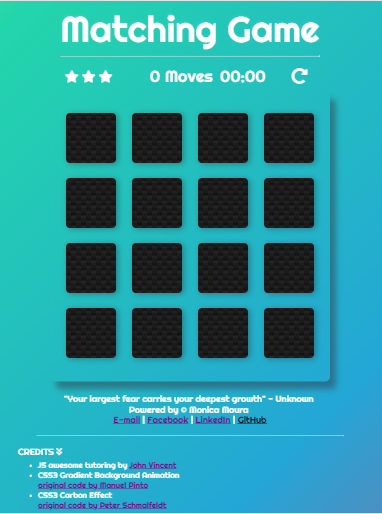 Matching Game
0 Moves 00:00
"Your largest fear carries your deepest growth" - Unknown
Powered by © Monica Moura
E-mail | Facebook | LinkedIn | GitHub
CREDITS
JS awesome tutoring by John Vincent
CSS3 Gradient Background Animation
original code by Manuel Pinto
CSS3 Carbon Effect
original code by Peter Schmalfeldt